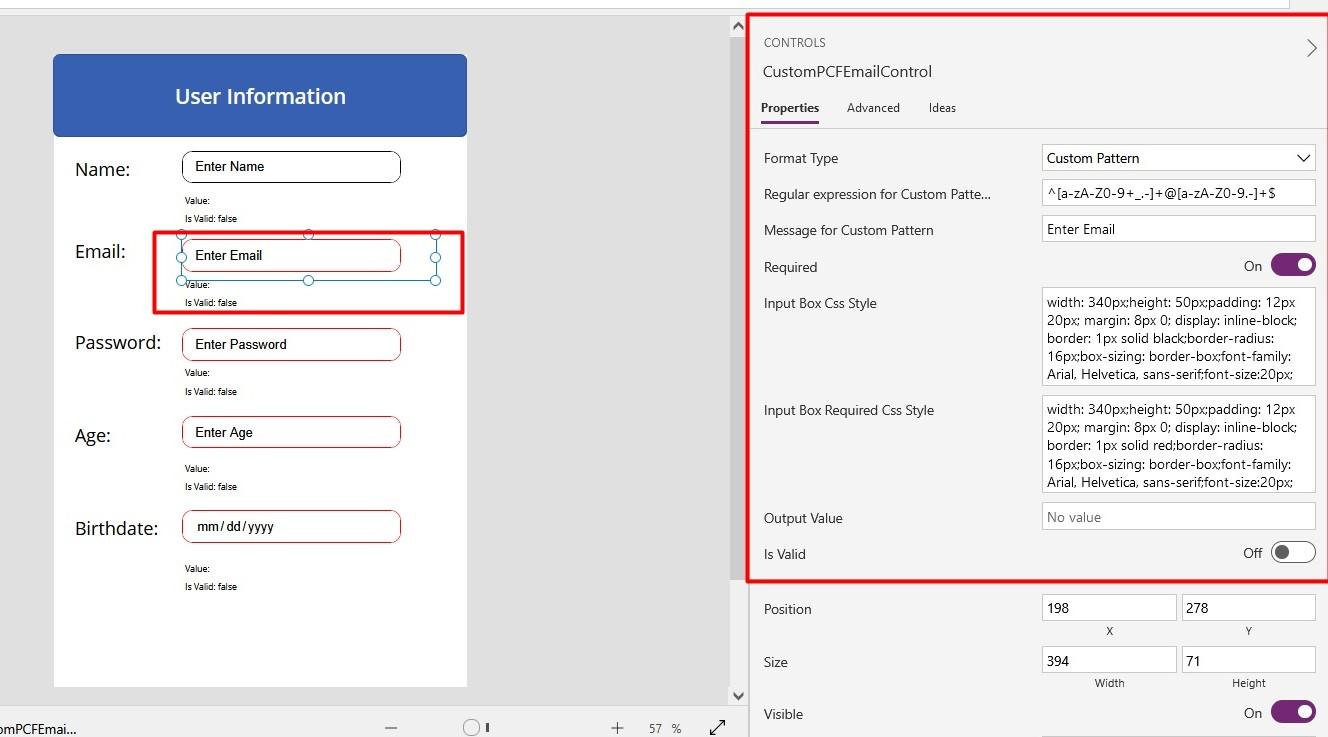 User Information
Name:
Enter Name
Value:
Is Valid: false
Email:
Enter Email
Value:
Is Valid: false
Password:
Enter Password
Value:
Is Valid: false
Age:
Enter Age
Value:
Is Valid: false
Birthdate:
mm/dd/yyyy
Value:
Is Valid: false
omPCFEmai...
57 %
CONTROLS
CustomPCFEmailControl
Properties Advanced Ideas
Format Type
Custom Pattern
Regular expression for Custom Patte...
^[a-zA-Z0-9+_.-]+@[a-zA-Z0-9.-]+$
Message for Custom Pattern
Enter Email
Required
On
Input Box Css Style
width: 340px;height: 50px;padding: 12px
20px; margin: 8px 0; display: inline-block;
border: 1px solid black;border-radius:
16px;box-sizing: border-box;font-family:
Arial, Helvetica, sans-serif;font-size:20px;
Input Box Required Css Style
width: 340px;height: 50px;padding: 12px
20px; margin: 8px 0; display: inline-block;
border: 1px solid red;border-radius:
16px;box-sizing: border-box;font-family:
Arial, Helvetica, sans-serif;font-size:20px;
Output Value
No value
Is Valid
Off
Position
198 278
X Y
Size
394 71
Width Height
Visible
On